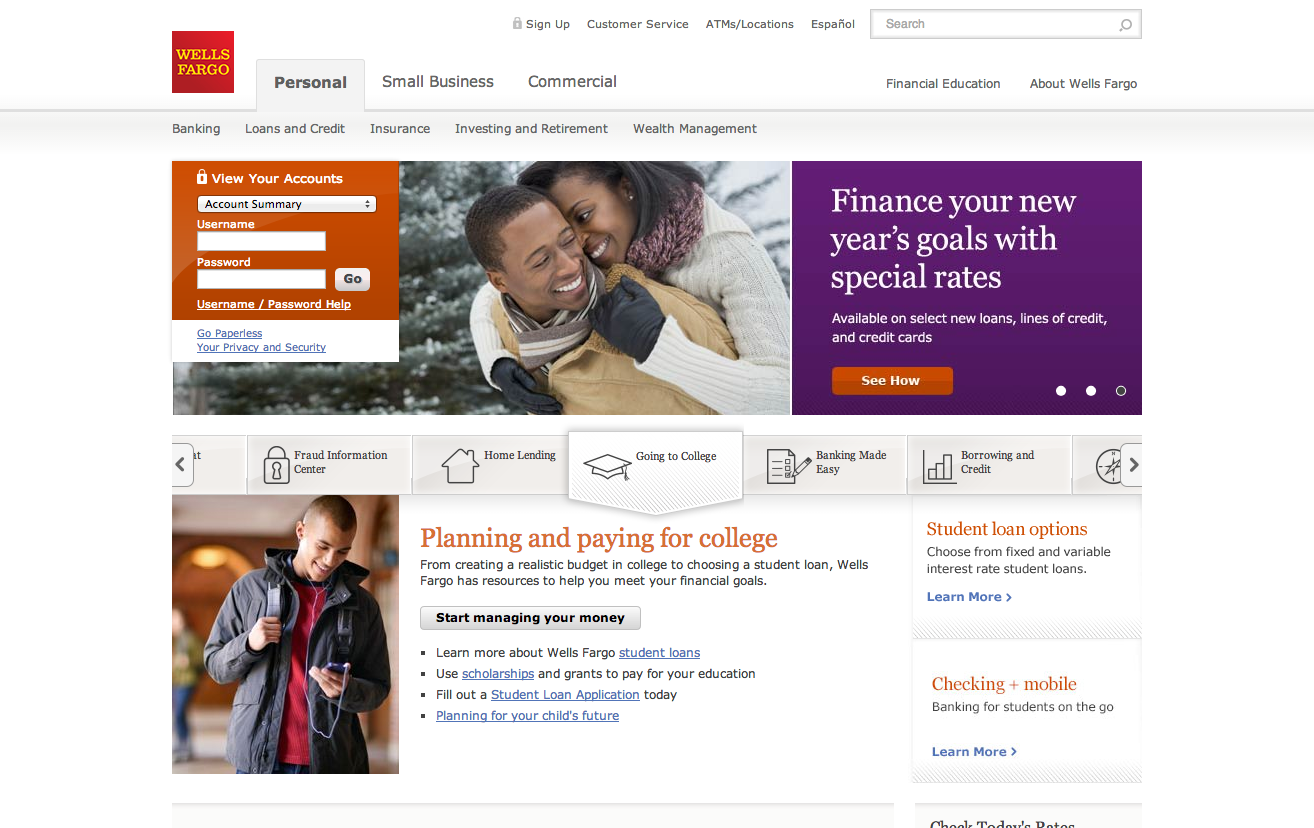 Sign Up Customer Service ATMs/Locations Español Search
WELLS
FARGO
Personal Small Business Commercial Financial Education About Wells Fargo
Banking Loans and Credit Insurance Investing and Retirement Wealth Management
View Your Accounts
Account Summary
Username
Password
Go
Username / Password Help
Go Paperless
Your Privacy and Security
Finance your new
year's goals with
special rates
Available on select new loans, lines of credit,
and credit cards
See How
Fraud Information
Center
Home Lending
Going to College
Banking Made
Easy
Borrowing and
Credit
Planning and paying for college
From creating a realistic budget in college to choosing a student loan, Wells
Fargo has resources to help you meet your financial goals.
Start managing your money
Learn more about Wells Fargo student loans
Use scholarships and grants to pay for your education
Fill out a Student Loan Application today
Planning for your child's future
Student loan options
Choose from fixed and variable
interest rate student loans.
Learn More
Checking + mobile
Banking for students on the go
Learn More
Check Today's Rates